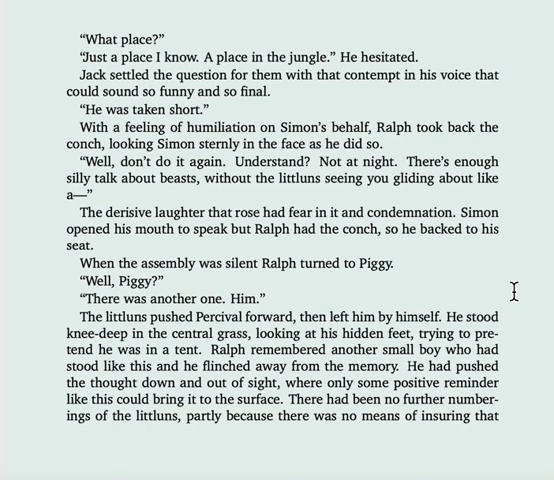 “What place?”
“Just a place I know. A place in the jungle.” He hesitated.
Jack settled the question for them with that contempt in his voice that
could sound so funny and so final.
“He was taken short.”
With a feeling of humiliation on Simon’s behalf, Ralph took back the
conch, looking Simon sternly in the face as he did so.
“Well, don’t do it again. Understand? Not at night. There’s enough
silly talk about beasts, without the littluns seeing you gliding about like
a—”
The derisive laughter that rose had fear in it and condemnation. Simon
opened his mouth to speak but Ralph had the conch, so he backed to his
seat.
When the assembly was silent Ralph turned to Piggy.
“Well, Piggy?”
“There was another one. Him.”
The littluns pushed Percival forward, then left him by himself. He stood
knee-deep in the central grass, looking at his hidden feet, trying to pre-
tend he was in a tent. Ralph remembered another small boy who had
stood like this and he flinched away from the memory. He had pushed
the thought down and out of sight, where only some positive reminder
like this could bring it to the surface. There had been no further number-
ings of the littluns, partly because there was no means of insuring that